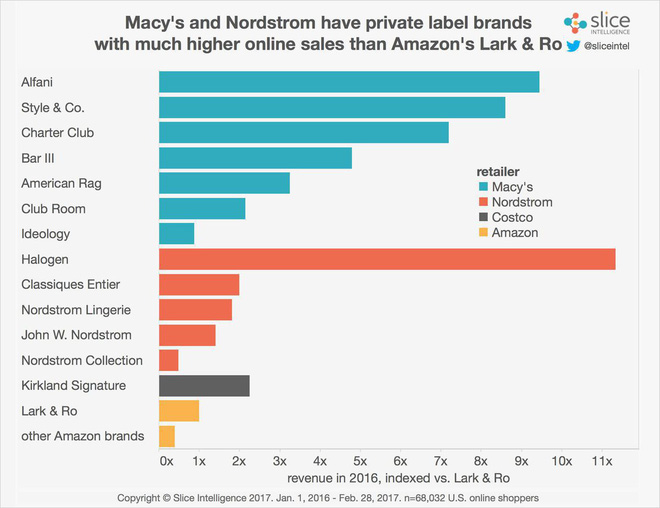 Macy's and Nordstrom have private label brands
with much higher online sales than Amazon's Lark & Ro
slice
INTELLIGENCE
@sliceintel
Alfani
Style & Co.
Charter Club
Bar III
American Rag
Club Room
Ideology
Halogen
Classiques Entier
Nordstrom Lingerie
John W. Nordstrom
Nordstrom Collection
Kirkland Signature
Lark & Ro
other Amazon brands
retailer
Macy's
Nordstrom
Costco
Amazon
0x 1x 2x 3x 4x 5x 6x 7x 8x 9x 10x 11x
revenue in 2016, indexed vs. Lark & Ro
Copyright © Slice Intelligence 2017. Jan. 1, 2016 - Feb. 28, 2017. n=68,032 U.S. online shoppers